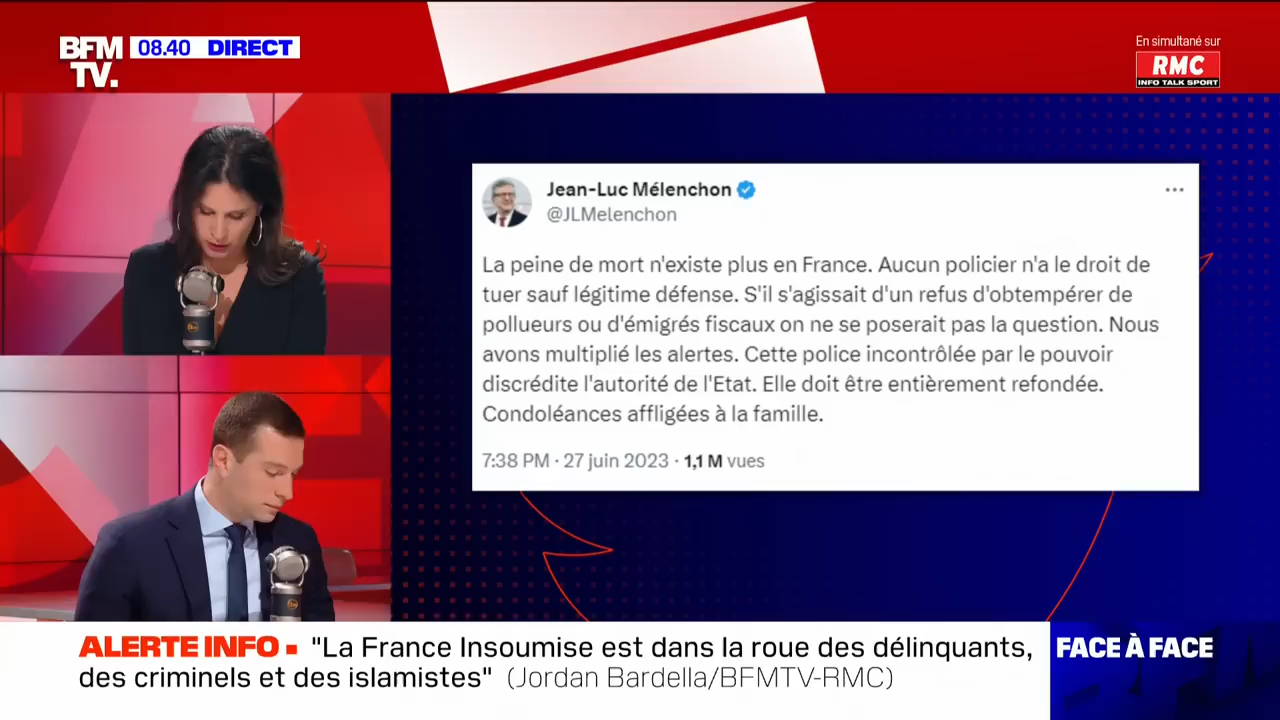 BFM
TV.
08.40 DIRECT
En simultané sur
RMC
INFO TALK SPORT
Jean-Luc Mélenchon
@JLMelenchon
La peine de mort n'existe plus en France. Aucun policier n'a le droit de
tuer sauf légitime défense. S'il s'agissait d'un refus d'obtempérer de
pollueurs ou d'émigrés fiscaux on ne se poserait pas la question. Nous
avons multiplié les alertes. Cette police incontrôlée par le pouvoir
discrédite l'autorité de l'Etat. Elle doit être entièrement refondée.
Condoléances affligées à la famille.
7:38 PM · 27 juin 2023 · 1,1 M vues
ALERTE INFO ▪ "La France Insoumise est dans la roue des délinquants,
des criminels et des islamistes" (Jordan Bardella/BFMTV-RMC)
FACE À FACE